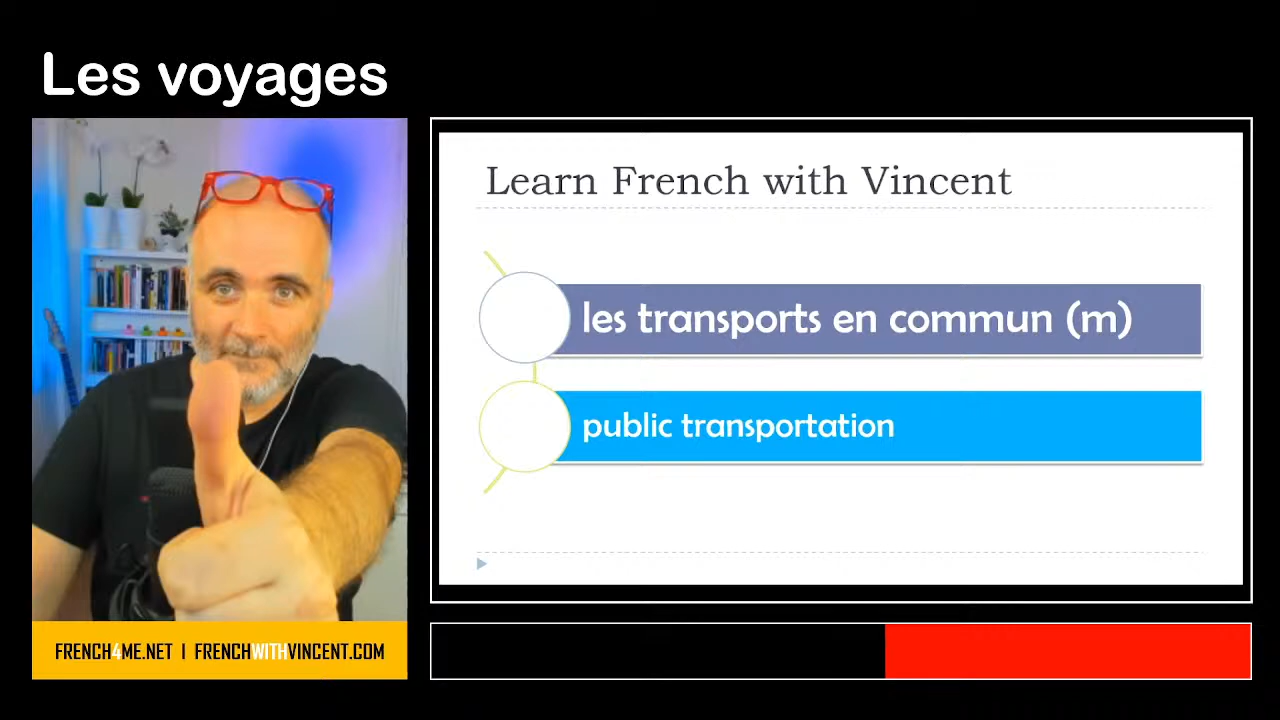 Les voyages
Learn French with Vincent
les transports en commun (m)
public transportation
FRENCH4ME.NET I FRENCHWITHVINCENT.COM